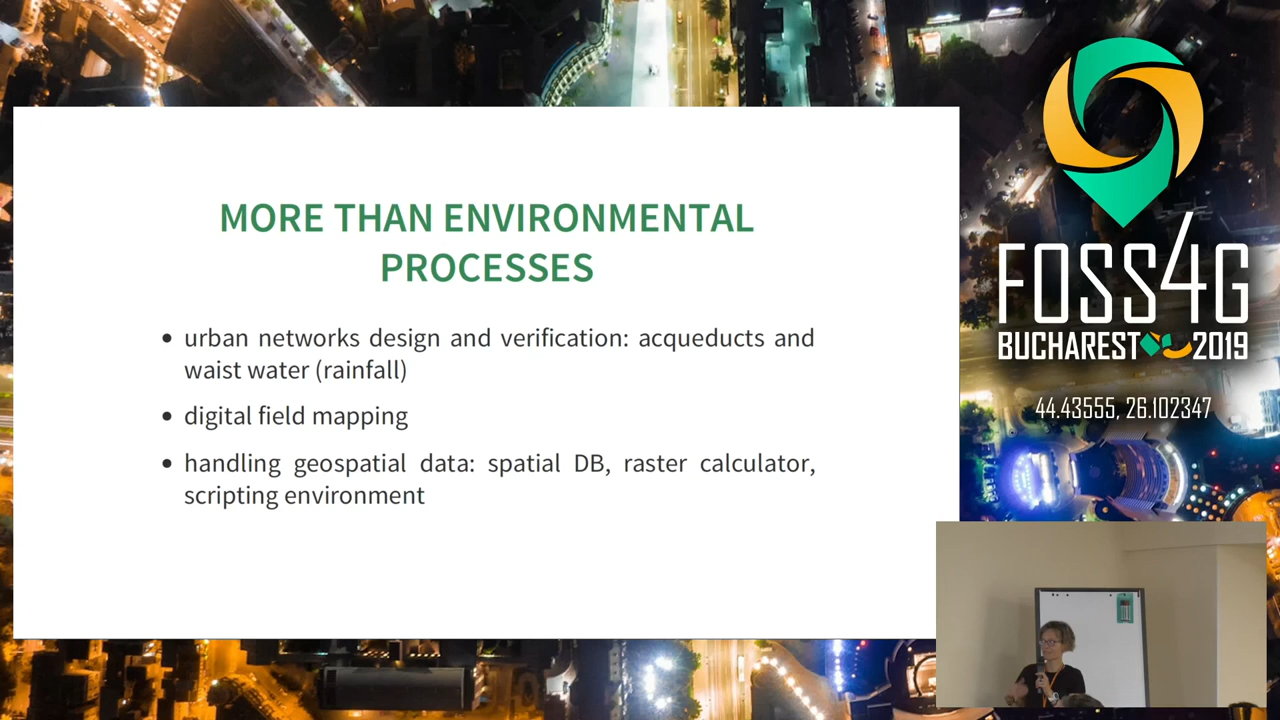 MORE THAN ENVIRONMENTAL
PROCESSES
• urban networks design and verification: acqueducts and
waist water (rainfall)
• digital field mapping
• handling geospatial data: spatial DB, raster calculator,
scripting environment
FOSS4G
BUCHAREST 2019
44.43555, 26.102347